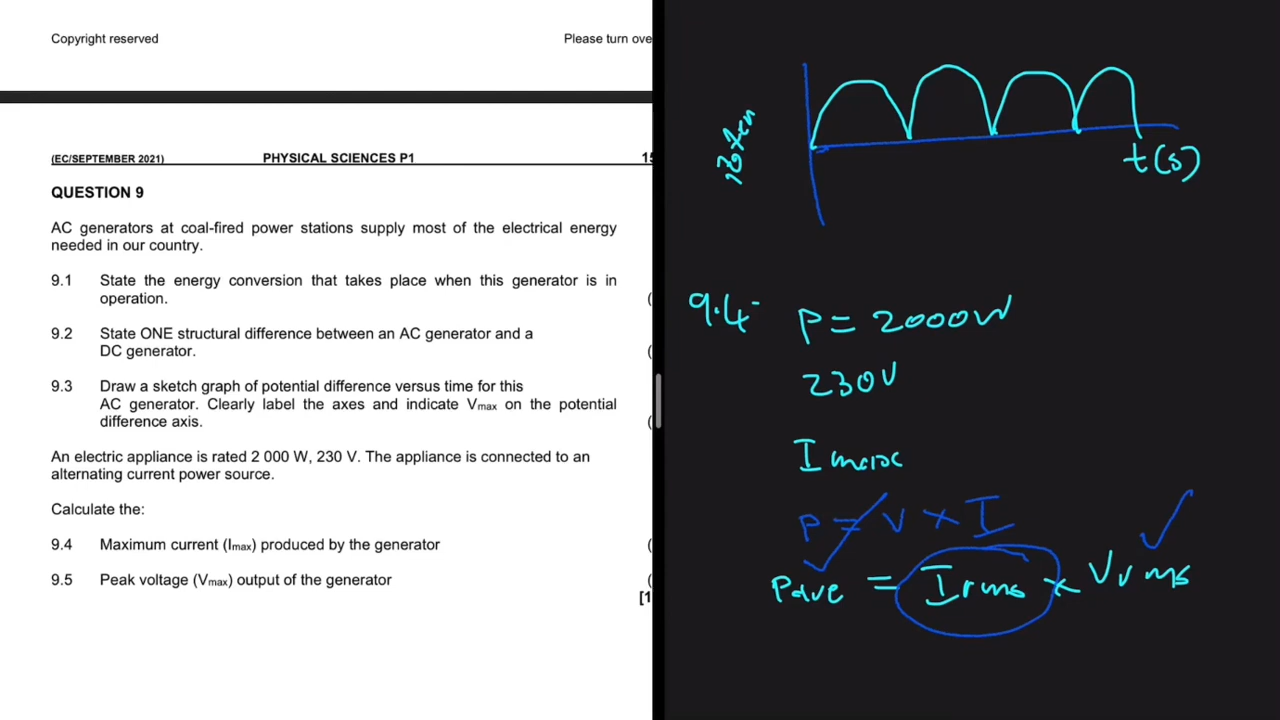 Copyright reserved
Please turn ove
(EC/SEPTEMBER 2021)
PHYSICAL SCIENCES P1
15
QUESTION 9
AC generators at coal-fired power stations supply most of the electrical energy
needed in our country.
9.1 State the energy conversion that takes place when this generator is in
operation.
(
9.2 State ONE structural difference between an AC generator and a
DC generator.
(
9.3 Draw a sketch graph of potential difference versus time for this
AC generator. Clearly label the axes and indicate Vmax on the potential
difference axis.
(
An electric appliance is rated 2 000 W, 230 V. The appliance is connected to an
alternating current power source.
Calculate the:
9.4 Maximum current (Imax) produced by the generator (
9.5 Peak voltage (Vmax) output of the generator (
[1
t(s)
9.4 P = 2000W
230V
Imax
P = V × I
Pave = Irms × Vrms